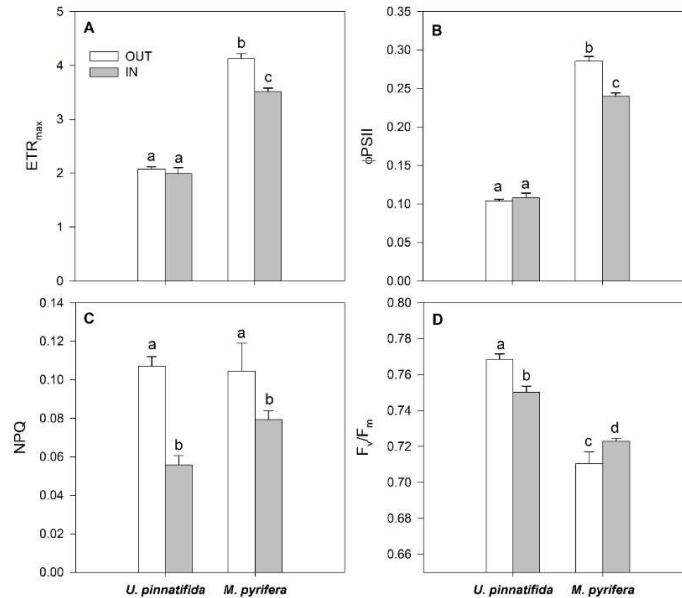 A
OUT
IN
ETRmax
5
4
3
2
1
0
a
a
b
c
B
ϕPSII
0.35
0.30
0.25
0.20
0.15
0.10
0.05
0.00
a
a
b
c
C
NPQ
0.14
0.12
0.10
0.08
0.06
0.04
0.02
0.00
a
b
a
b
U. pinnatifida M. pyrifera
D
Fv/Fm
0.80
0.78
0.76
0.74
0.72
0.70
0.68
0.66
a
b
c
d
U. pinnatifida M. pyrifera